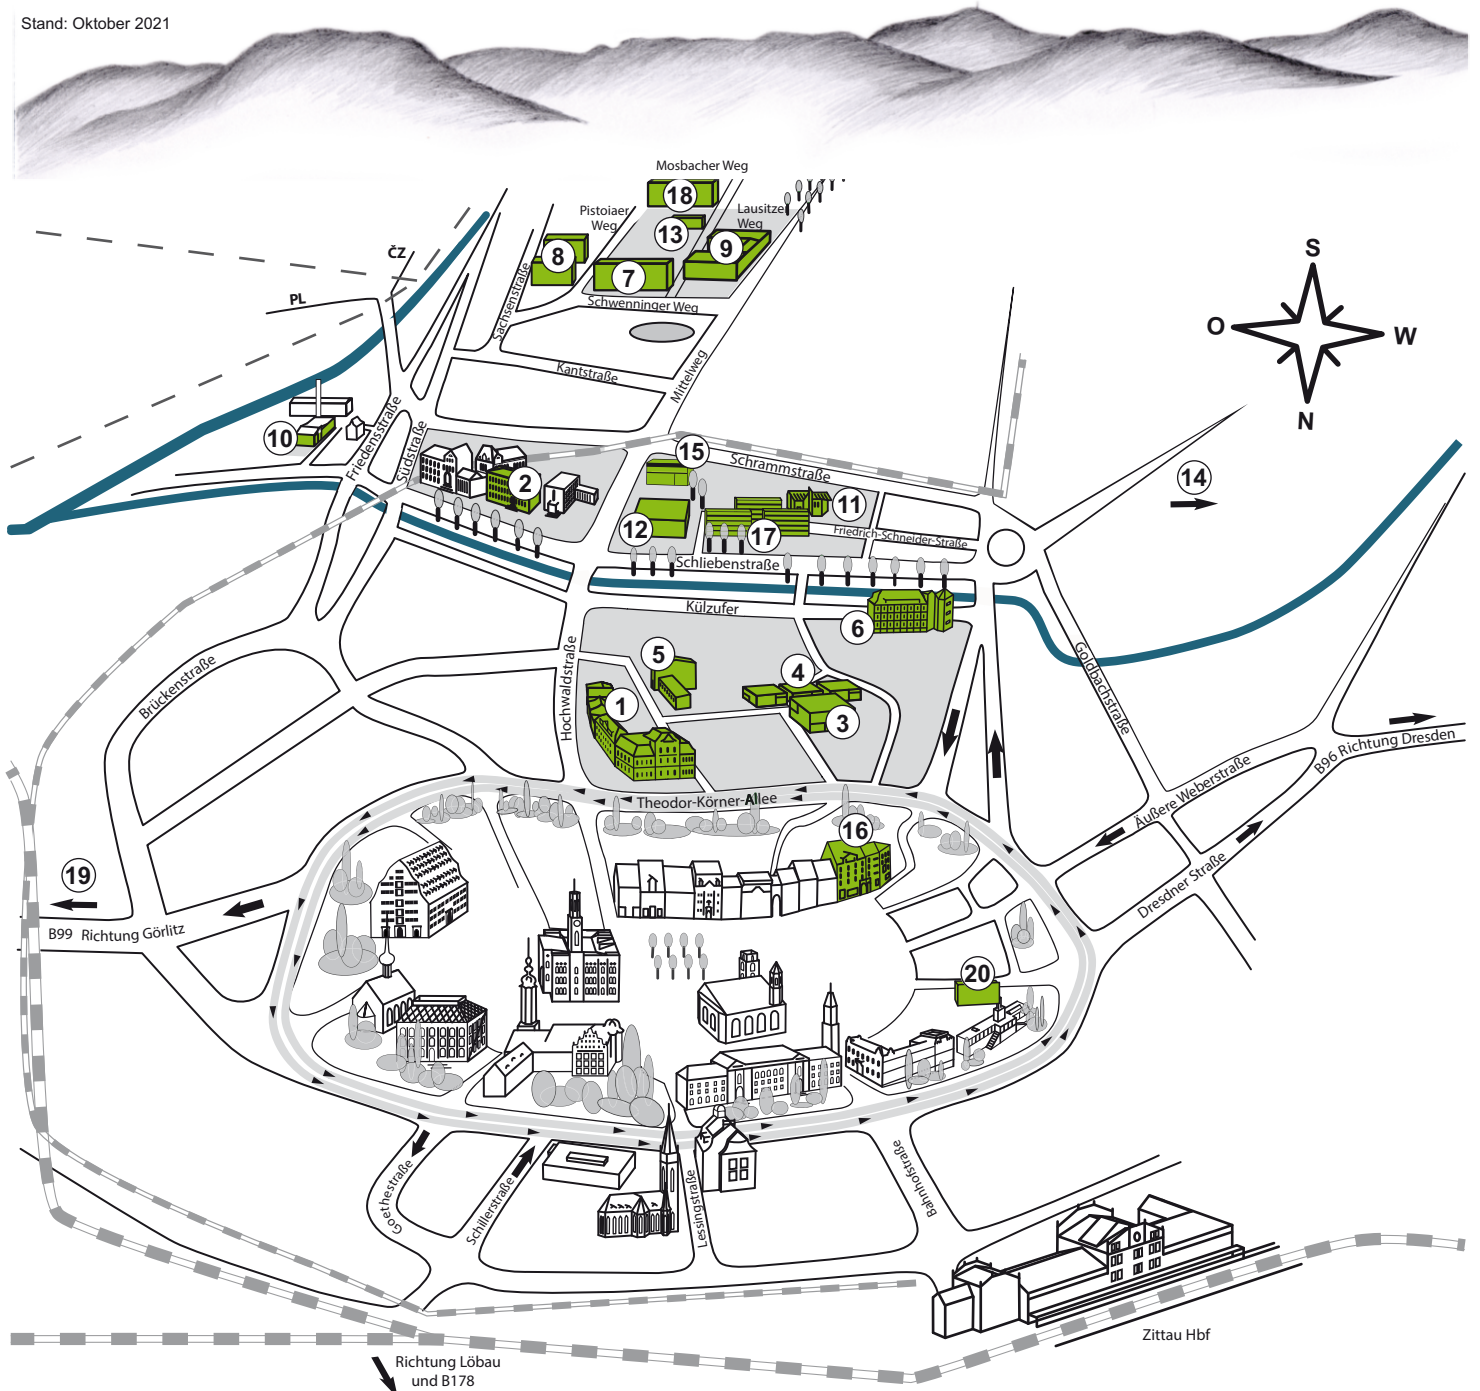 Stand: Oktober 2021
Mosbacher Weg
18
Pistoiaer
Weg
13
Lausitzer
Weg
8
7
9
ČZ
PL
Sachsenstraße
Schwenninger Weg
S
O
W
N
Kantstraße
Mittelweg
10
Friedensstraße
Südstraße
2
15
Schrammstraße
14
11
12
17
Friedrich-Schneider-Straße
Schliebenstraße
Külzufer
6
Brückenstraße
Hochwaldstraße
5
4
1
3
Goldbachstraße
B96 Richtung Dresden
Äußere Weberstraße
Theodor-Körner-Allee
16
Dresdner Straße
19
B99 Richtung Görlitz
20
Goethestraße
Schillerstraße
Lessingstraße
Bahnhofstraße
Zittau Hbf
Richtung Löbau
und B178